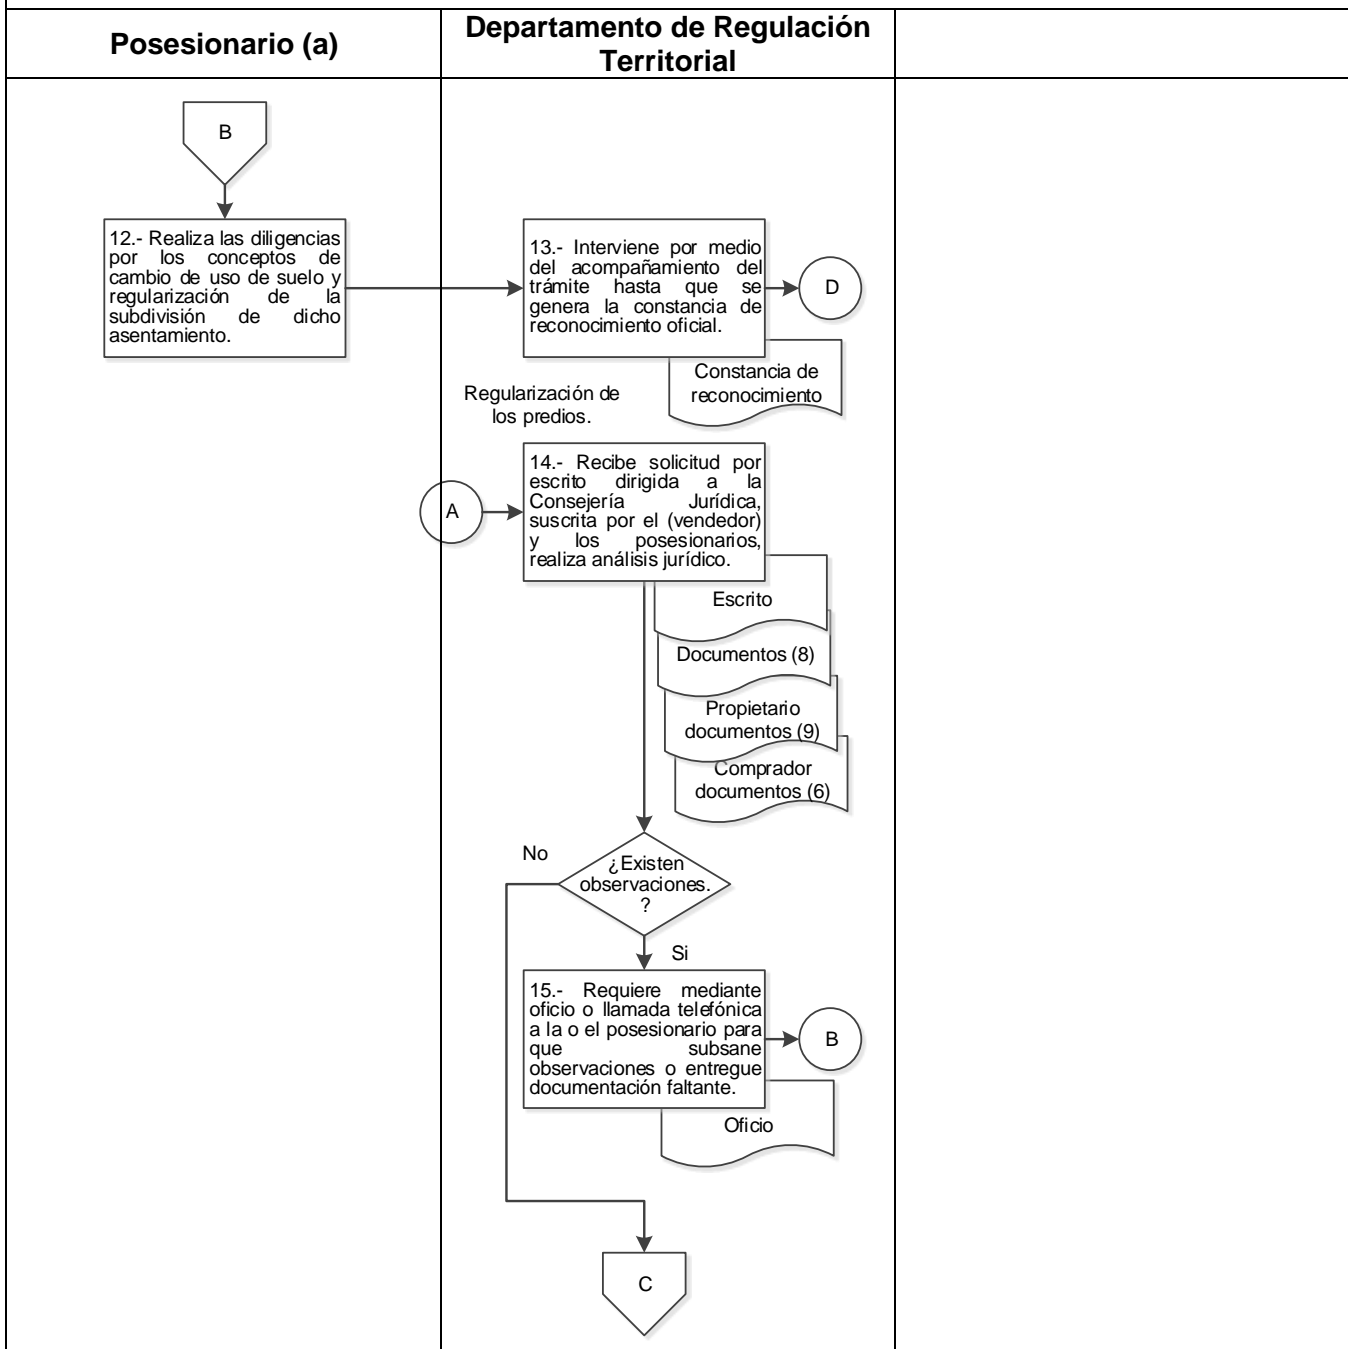 Posesionario (a)
Departamento de Regulación
Territorial
B
12.- Realiza las diligencias
por los conceptos de
cambio de uso de suelo y
regularización de la
subdivisión de dicho
asentamiento.
13.- Interviene por medio
del acompañamiento del
trámite hasta que se
genera la constancia de
reconocimiento oficial.
D
Constancia de
reconocimiento
Regularización de
los predios.
A
14.- Recibe solicitud por
escrito dirigida a la
Consejería Jurídica,
suscrita por el (vendedor)
y los posesionarios,
realiza análisis jurídico.
Escrito
Documentos (8)
Propietario
documentos (9)
Comprador
documentos (6)
No
¿Existen
observaciones.
?
Si
15.- Requiere mediante
oficio o llamada telefónica
a la o el posesionario para
que subsane
observaciones o entregue
documentación faltante.
B
Oficio
C